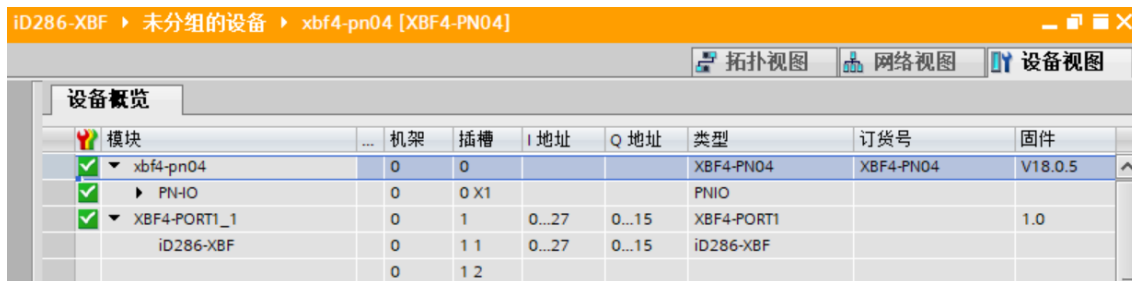 iD286-XBF ▸ 未分组的设备 ▸ xbf4-pn04 [XBF4-PN04]
拓扑视图 网络视图 设备视图
设备概览
模块 ... 机架 插槽 I 地址 Q 地址 类型 订货号 固件
xbf4-pn04 0 0 XBF4-PN04 XBF4-PN04 V18.0.5
PN-IO 0 0 X1 PNIO
XBF4-PORT1_1 0 1 0...27 0...15 XBF4-PORT1 1.0
iD286-XBF 0 1 1 0...27 0...15 iD286-XBF
0 1 2